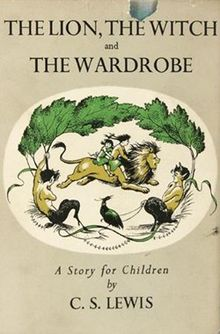 THE LION, THE WITCH
and
THE WARDROBE
A Story for Children
by
C. S. LEWIS